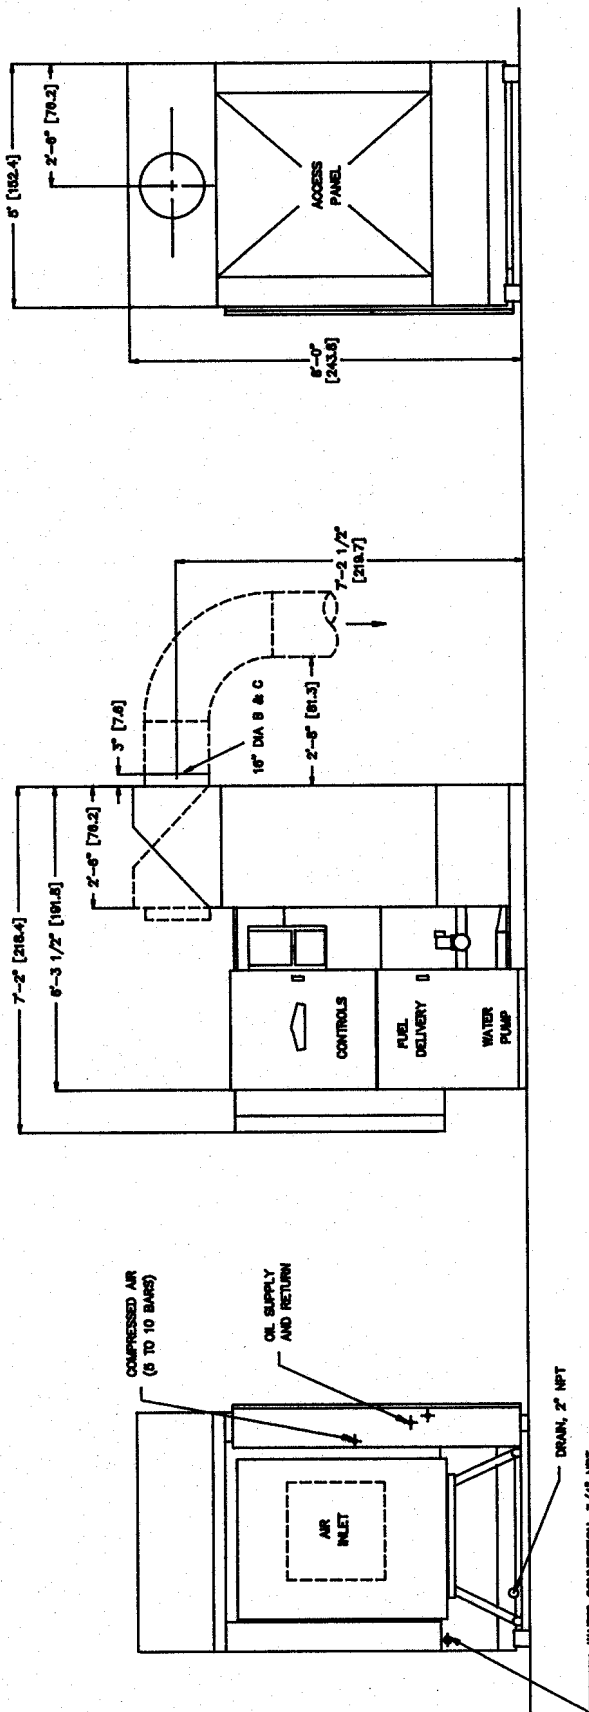 COMPRESSED AIR
(5 TO 10 BARS)
OIL SUPPLY
AND RETURN
AIR
INLET
DRAIN, 2" NPT
7'-2" [218.4]
6'-3 1/2" [191.8]
2'-6" [76.2]
3" [7.6]
16" DIA B & C
2'-8" [81.3]
7'-2 1/2"
[219.7]
CONTROLS
FUEL
DELIVERY
WATER
PUMP
5' [152.4]
2'-6" [76.2]
8'-0"
[243.8]
ACCESS
PANEL